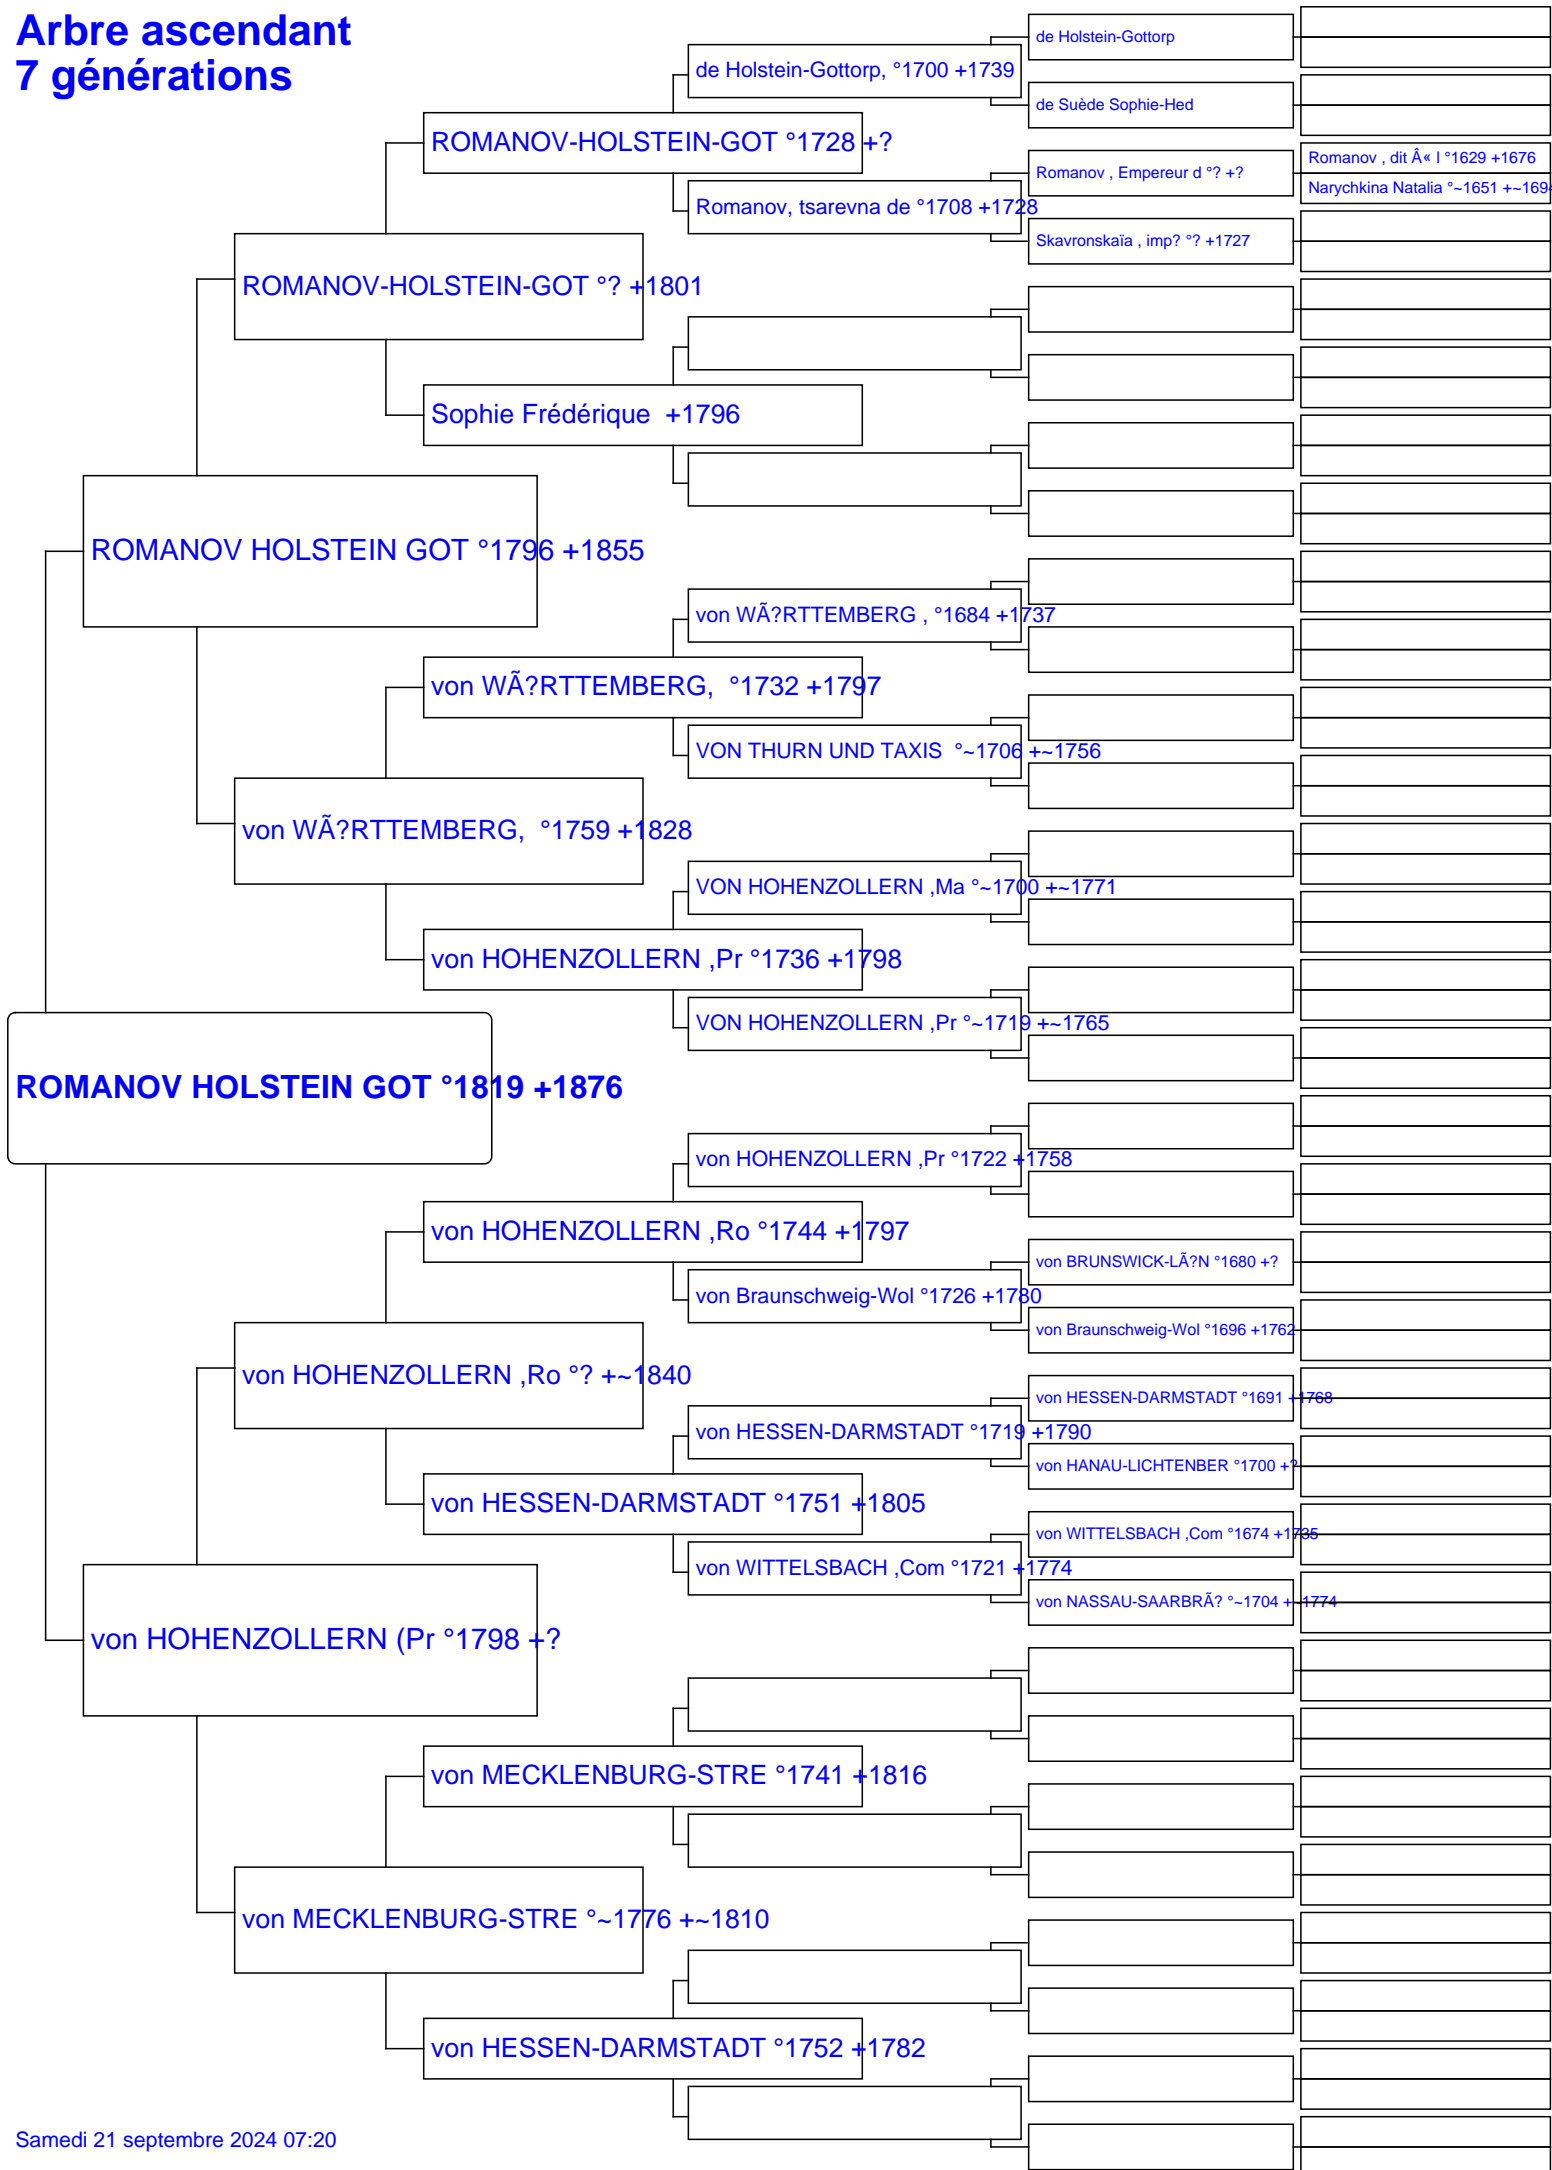 Arbre ascendant
7 générations
de Holstein-Gottorp
de Holstein-Gottorp, °1700 +1739
de Suède Sophie-Hed
ROMANOV-HOLSTEIN-GOT °1728 +?
Romanov , dit Â« l °1629 +1676
Romanov , Empereur d °? +?
Narychkina Natalia °~1651 +~169
Romanov, tsarevna de °1708 +1728
Skavronskaïa , imp? °? +1727
ROMANOV-HOLSTEIN-GOT °? +1801
Sophie Frédérique  +1796
ROMANOV HOLSTEIN GOT °1796 +1855
von WÃ?RTTEMBERG , °1684 +1737
von WÃ?RTTEMBERG,  °1732 +1797
VON THURN UND TAXIS  °~1706 +~1756
von WÃ?RTTEMBERG,  °1759 +1828
VON HOHENZOLLERN ,Ma °~1700 +~1771
von HOHENZOLLERN ,Pr °1736 +1798
VON HOHENZOLLERN ,Pr °~1719 +~1765
ROMANOV HOLSTEIN GOT °1819 +1876
von HOHENZOLLERN ,Pr °1722 +1758
von HOHENZOLLERN ,Ro °1744 +1797
von BRUNSWICK-LÃ?N °1680 +?
von Braunschweig-Wol °1726 +1780
von Braunschweig-Wol °1696 +1762
von HOHENZOLLERN ,Ro °? +~1840
von HESSEN-DARMSTADT °1691 +1768
von HESSEN-DARMSTADT °1719 +1790
von HANAU-LICHTENBER °1700 +?
von HESSEN-DARMSTADT °1751 +1805
von WITTELSBACH ,Com °1674 +1735
von WITTELSBACH ,Com °1721 +1774
von NASSAU-SAARBRÃ? °~1704 +~1774
von HOHENZOLLERN (Pr °1798 +?
von MECKLENBURG-STRE °1741 +1816
von MECKLENBURG-STRE °~1776 +~1810
von HESSEN-DARMSTADT °1752 +1782
Samedi 21 septembre 2024 07:20